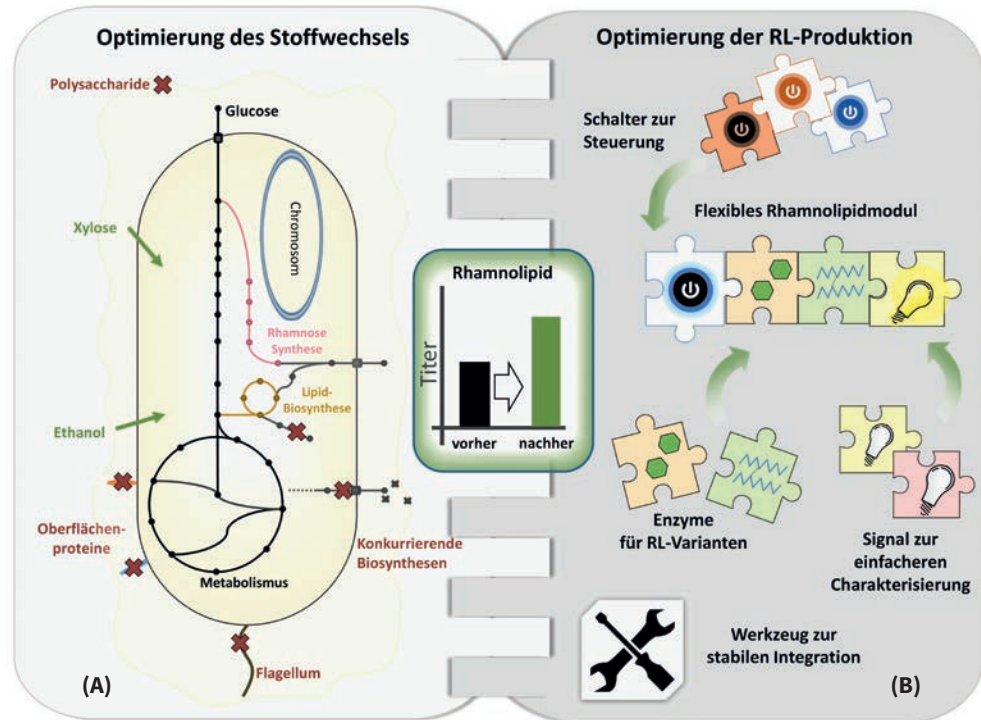 Optimierung des Stoffwechsels
Polysaccharide
Glucose
Chromosom
Xylose
Rhamnose
Synthese
Lipid-
Biosynthese
Ethanol
Oberflächen-
proteine
Metabolismus
Konkurrierende
Biosynthesen
Flagellum
(A)
Rhamnolipid
Titer
vorher
nachher
Optimierung der RL-Produktion
Schalter zur
Steuerung
Flexibles Rhamnolipidmodul
Enzyme
für RL-Varianten
Signal zur
einfacheren
Charakterisierung
Werkzeug zur
stabilen Integration
(B)